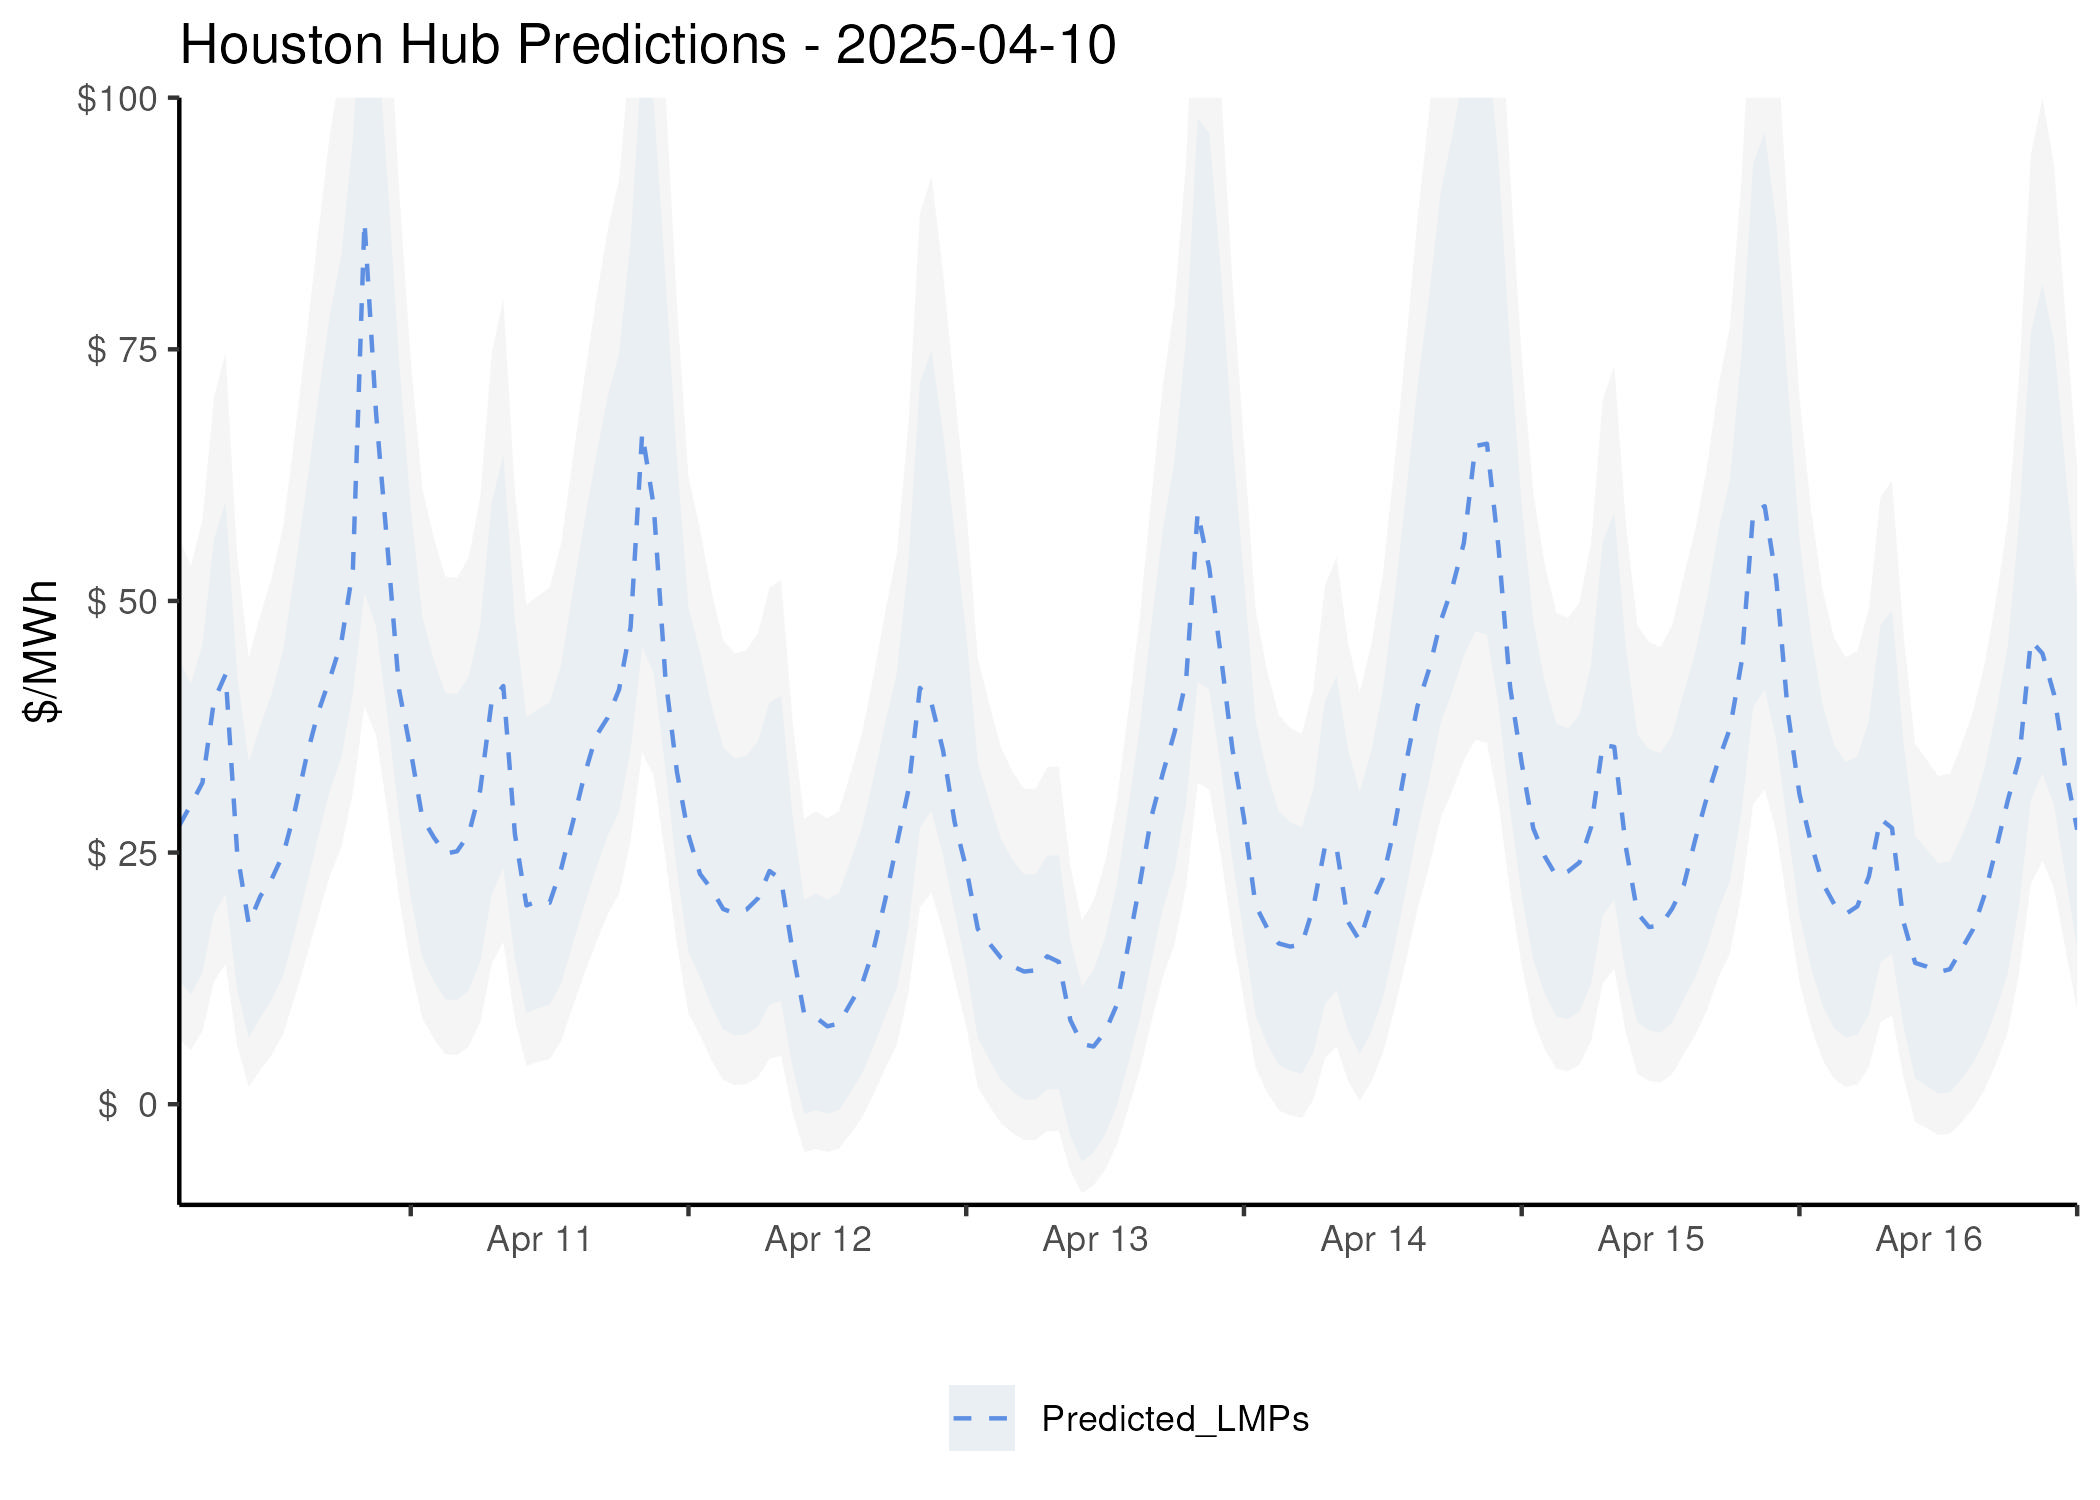 Houston Hub Predictions - 2025-04-10
$100
$ 75
$ 50
$ 25
$ 0
$/MWh
Apr 11 Apr 12 Apr 13 Apr 14 Apr 15 Apr 16
Predicted_LMPs